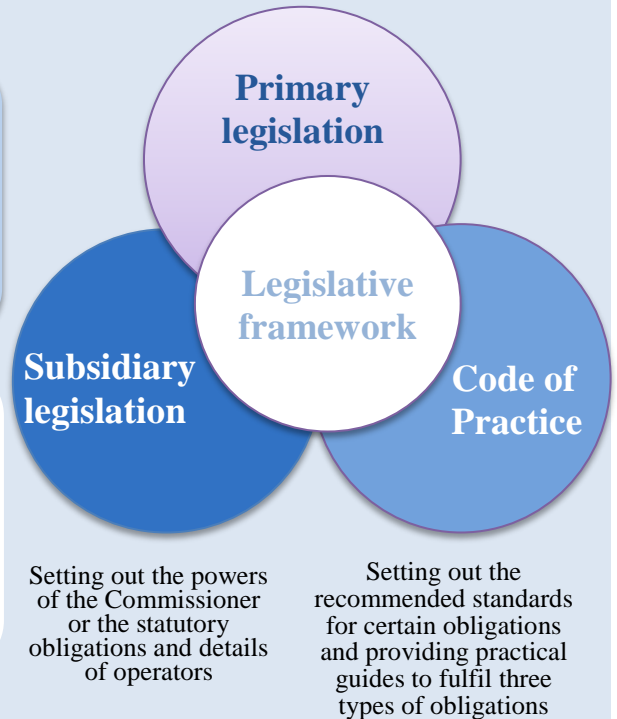 Primary
legislation
Legislative
framework
Subsidiary
legislation
Code of
Practice
Setting out the powers
of the Commissioner
or the statutory
obligations and details
of operators
Setting out the
recommended standards
for certain obligations
and providing practical
guides to fulfil three
types of obligations